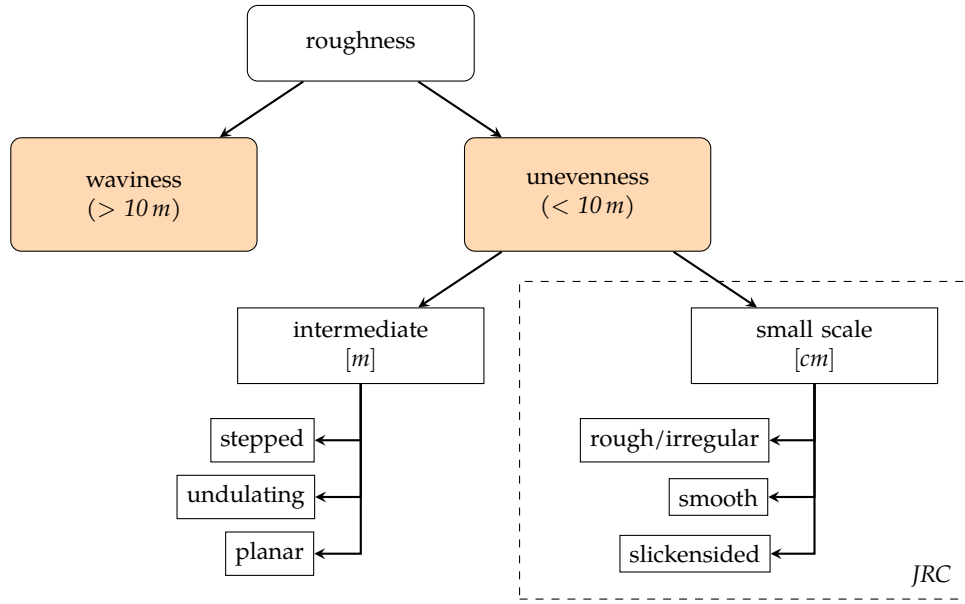 roughness
waviness
(> 10 m)
unevenness
(< 10 m)
intermediate
[m]
small scale
[cm]
stepped
undulating
planar
rough/irregular
smooth
slickensided
JRC